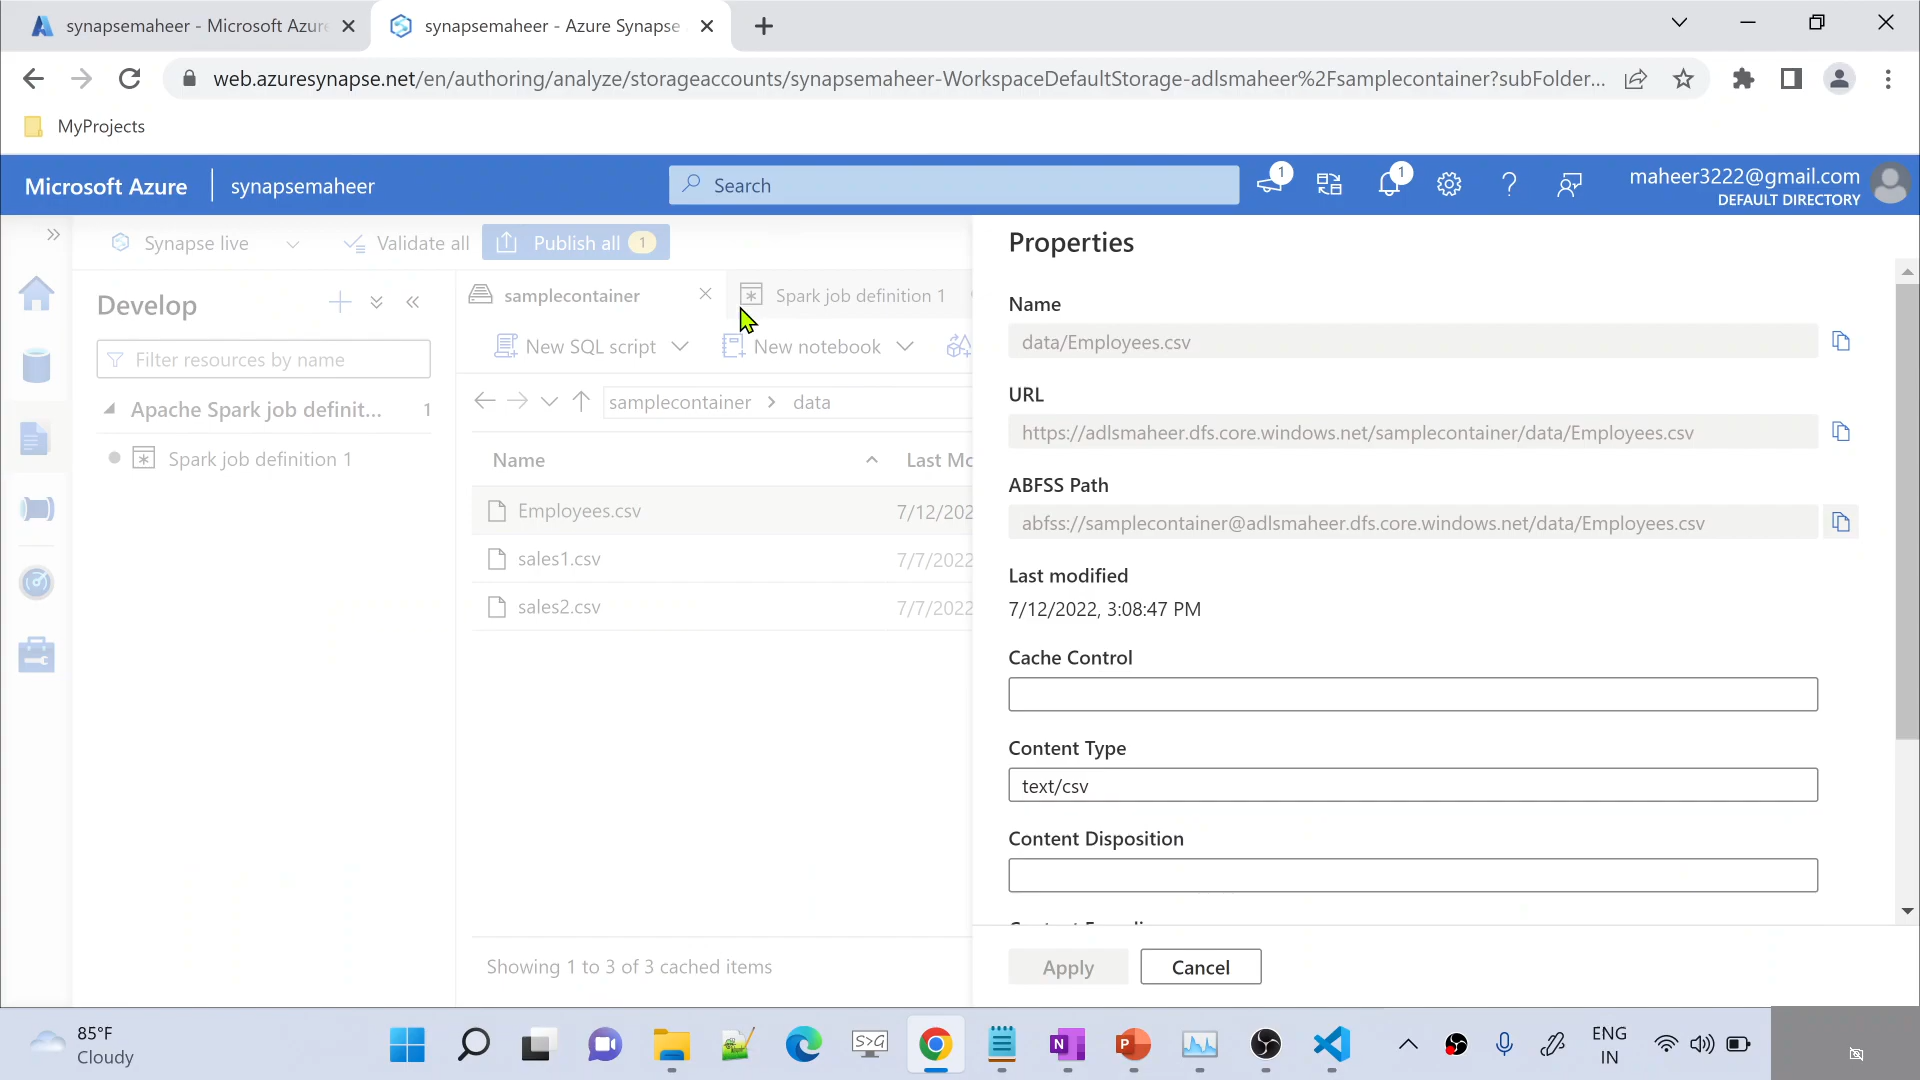 synapsemaheer - Microsoft Azure
synapsemaheer - Azure Synapse
web.azuresynapse.net/en/authoring/analyze/storageaccounts/synapsemaheer-WorkspaceDefaultStorage-adlsmaheer%2Fsamplecontainer?subFolder...
MyProjects
Microsoft Azure
synapsemaheer
Search
1
1
maheer3222@gmail.com
DEFAULT DIRECTORY
Synapse live
Validate all
Publish all 1
Develop
Filter resources by name
Apache Spark job definit... 1
Spark job definition 1
samplecontainer
Spark job definition 1
New SQL script
New notebook
samplecontainer > data
Name
Last Mo
Employees.csv 7/12/202
sales1.csv 7/7/2022
sales2.csv 7/7/2022
Showing 1 to 3 of 3 cached items
Properties
Name
data/Employees.csv
URL
https://adlsmaheer.dfs.core.windows.net/samplecontainer/data/Employees.csv
ABFSS Path
abfss://samplecontainer@adlsmaheer.dfs.core.windows.net/data/Employees.csv
Last modified
7/12/2022, 3:08:47 PM
Cache Control
Content Type
text/csv
Content Disposition
Apply
Cancel
85°F
Cloudy
S>G
N
P
ENG
IN